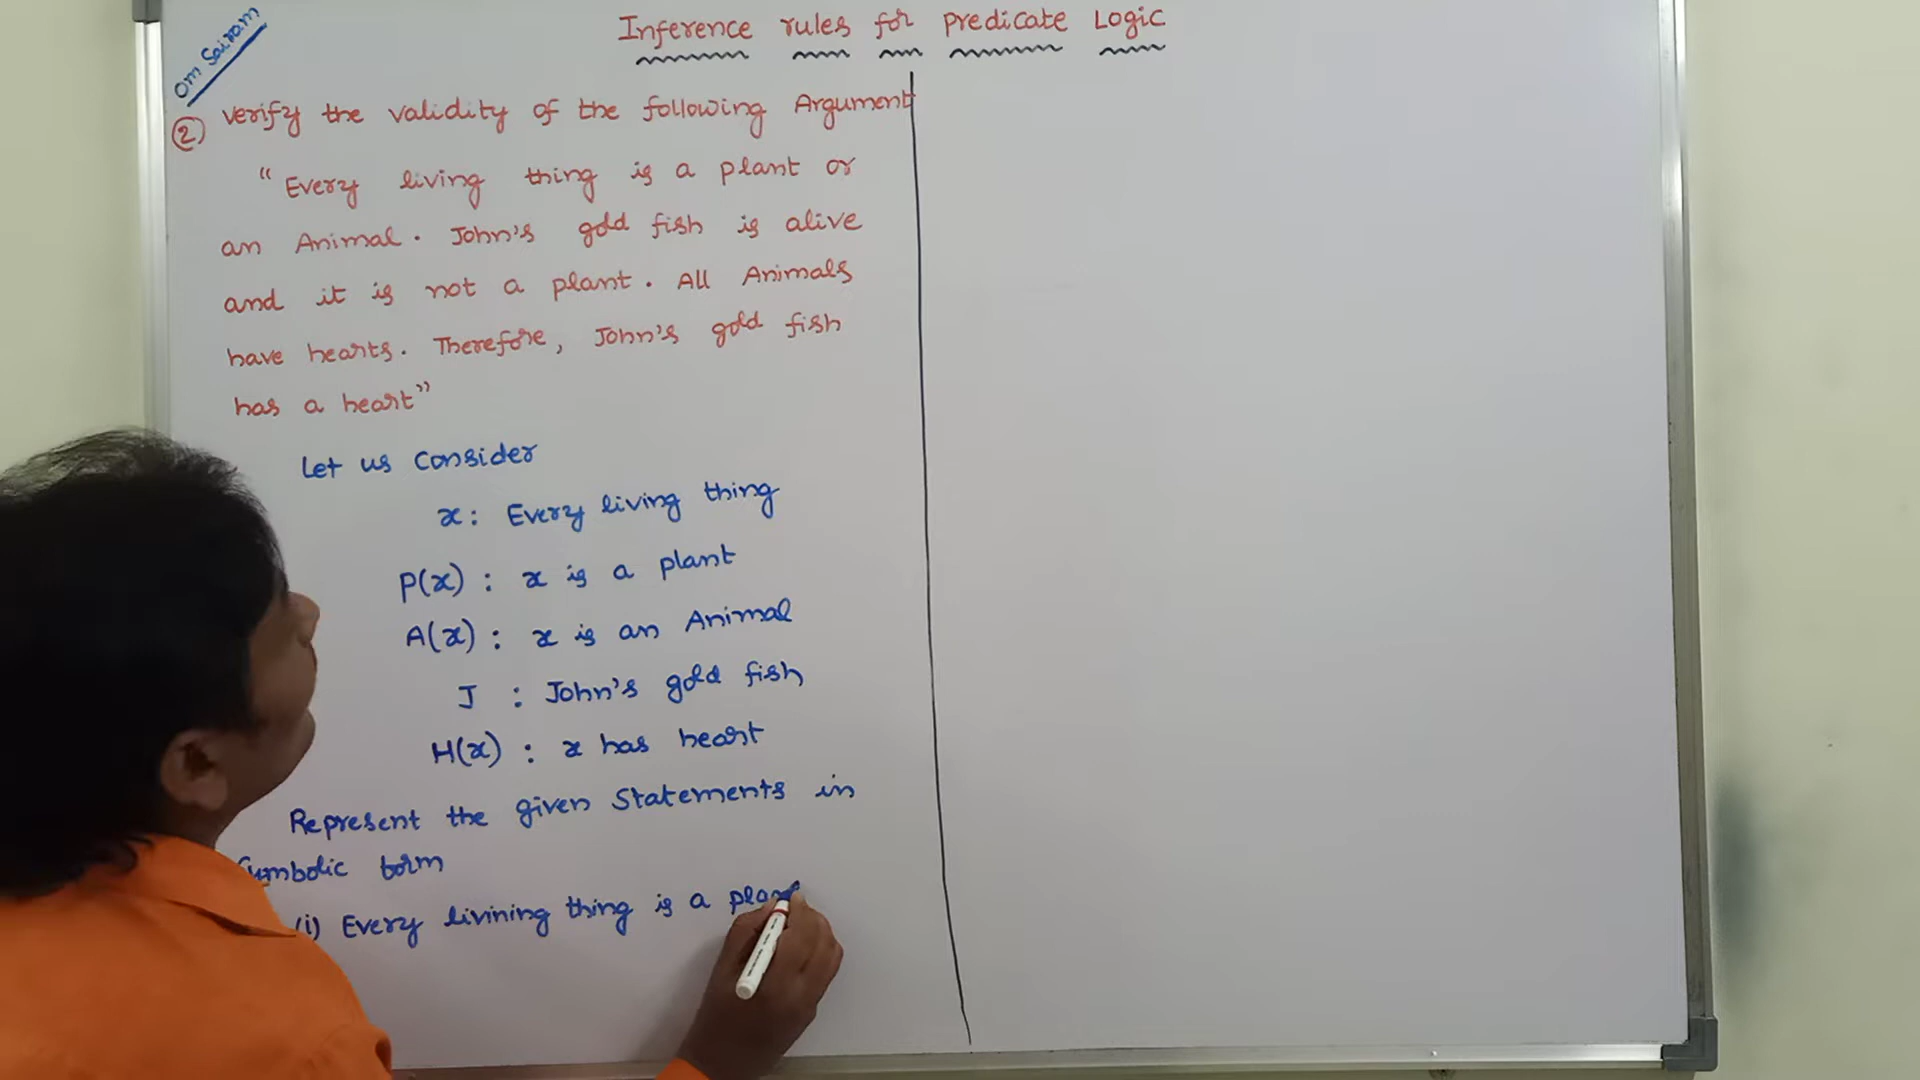 Om Sairam
Inference rules for predicate Logic
② verify the validity of the following Argument
“Every living thing is a plant or
an Animal. John's gold fish is alive
and it is not a plant. All Animals
have hearts. Therefore, John's gold fish
has a heart”
Let us consider
x: Every living thing
P(x) : x is a plant
A(x) : x is an Animal
J : John's gold fish
H(x) : x has heart
Represent the given statements in
Symbolic form
(i) Every livining thing is a plant